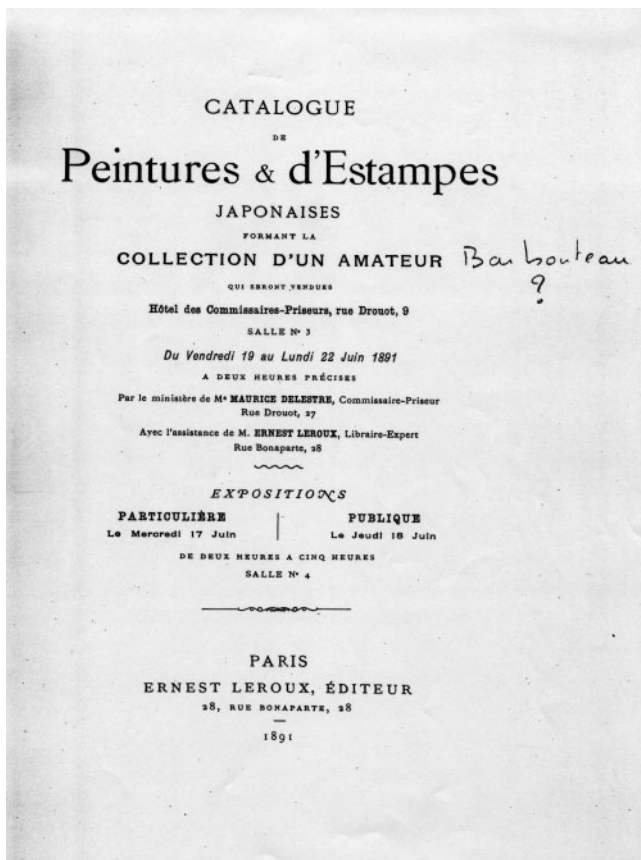 CATALOGUE
DE
Peintures & d'Estampes
JAPONAISES
FORMANT LA
COLLECTION D'UN AMATEUR
Barbouteau
?
QUI SERONT VENDUES
Hôtel des Commissaires-Priseurs, rue Drouot, 9
SALLE Nº 3
Du Vendredi 19 au Lundi 22 Juin 1891
A DEUX HEURES PRÉCISES
Par le ministère de Mᵉ MAURICE DELESTRE, Commissaire-Priseur
Rue Drouot, 27
Avec l'assistance de M. ERNEST LEROUX, Libraire-Expert
Rue Bonaparte, 28
EXPOSITIONS
PARTICULIÈRE
Le Mercredi 17 Juin
PUBLIQUE
Le Jeudi 18 Juin
DE DEUX HEURES A CINQ HEURES
SALLE Nº 4
PARIS
ERNEST LEROUX, ÉDITEUR
28, RUE BONAPARTE, 28
1891